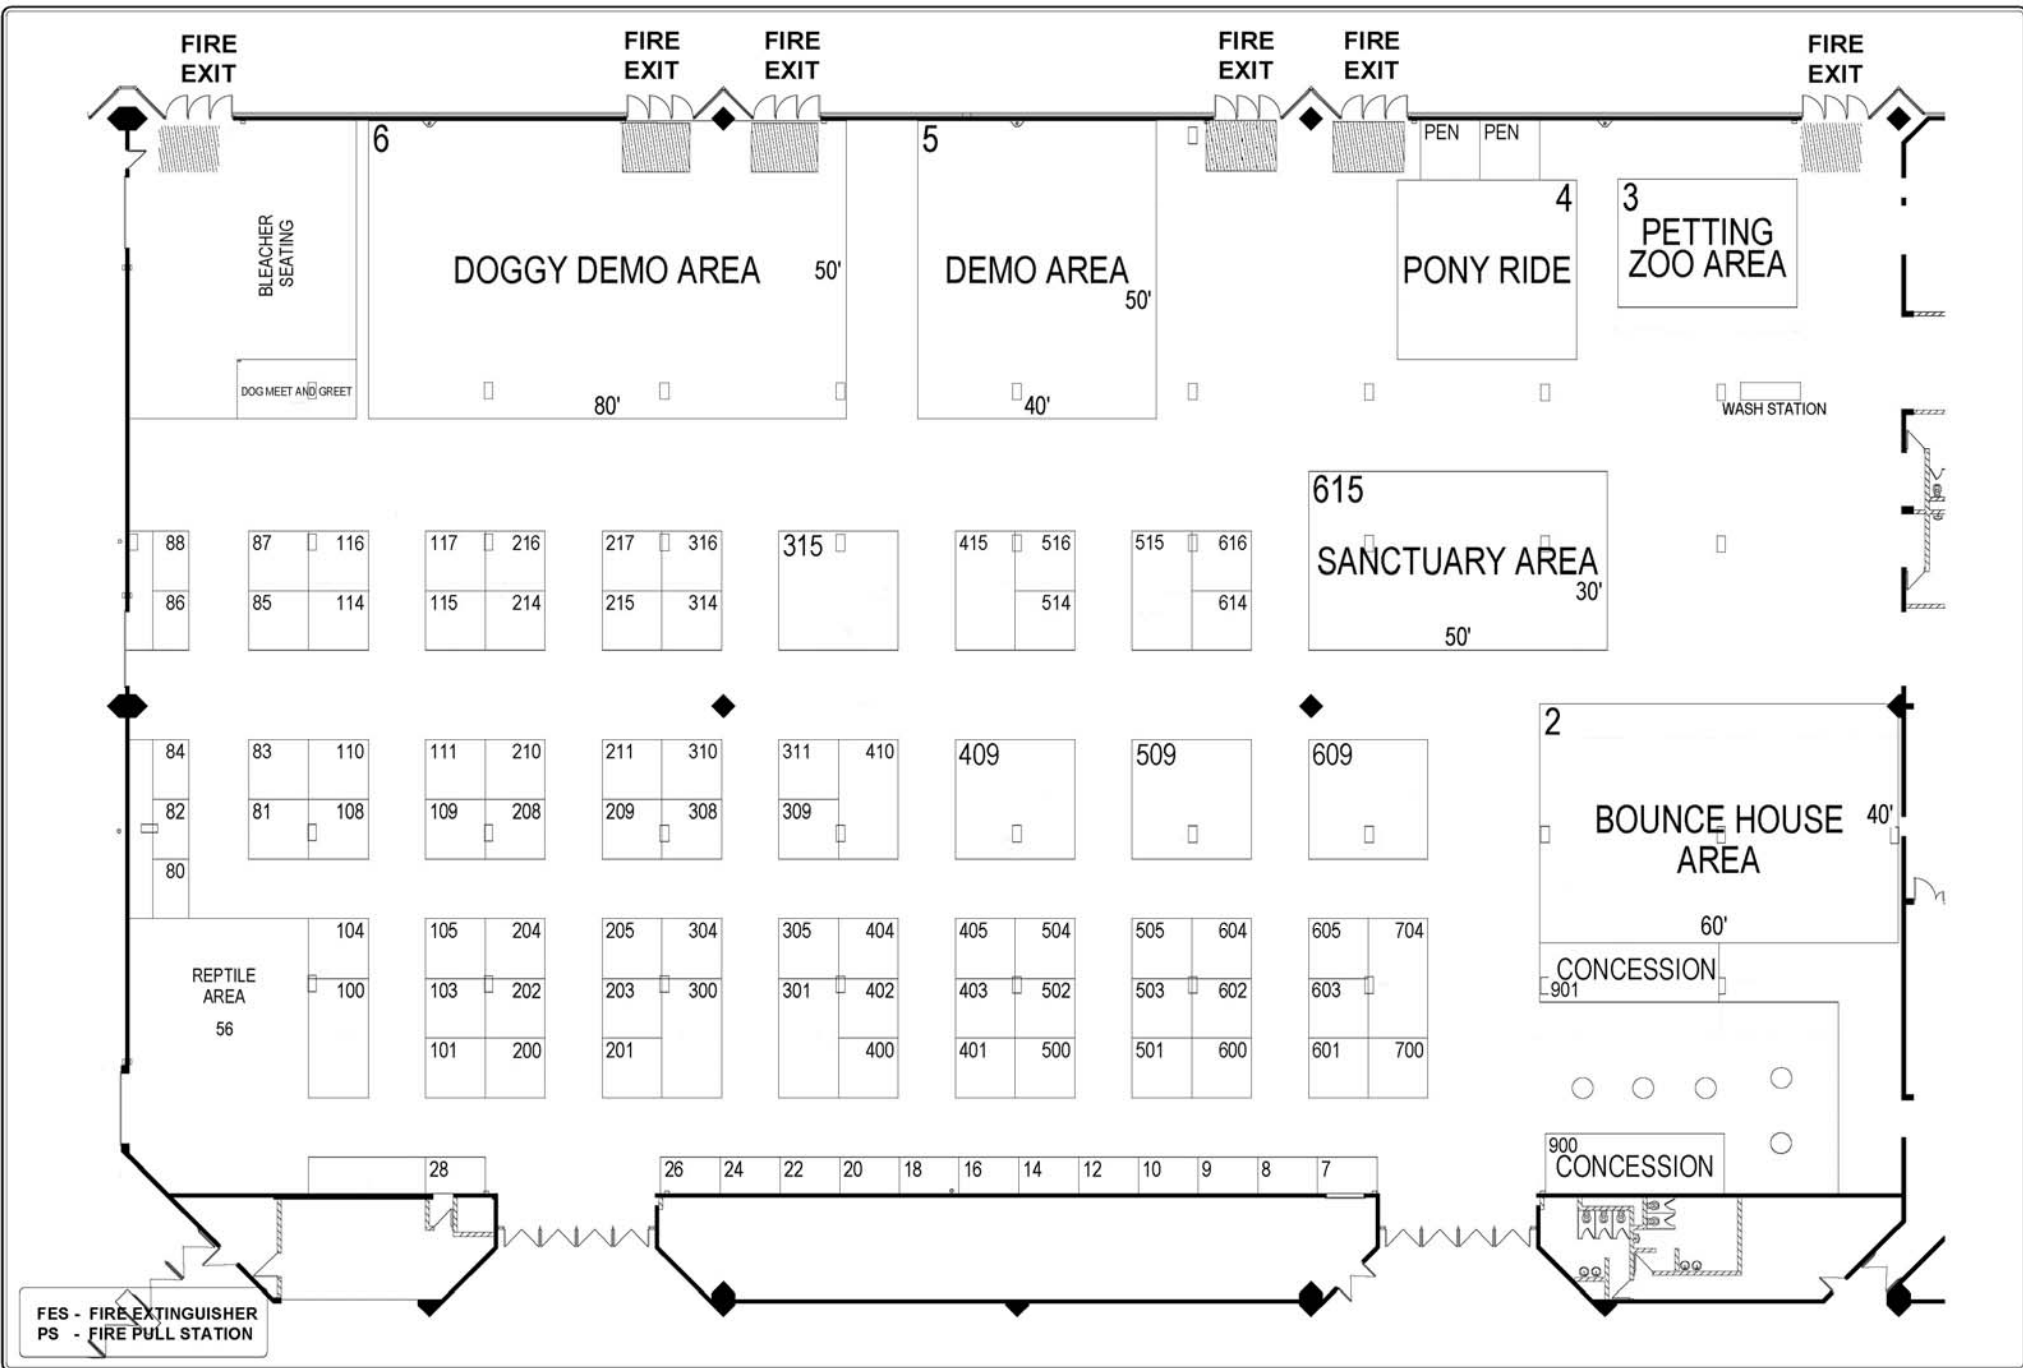 FIRE
EXIT
FIRE
EXIT
FIRE
EXIT
FIRE
EXIT
FIRE
EXIT
FIRE
EXIT
6
5
PEN
PEN
4
3
BLEACHER
SEATING
DOGGY DEMO AREA
50'
DEMO AREA
50'
PONY RIDE
PETTING
ZOO AREA
DOG MEET AND GREET
80'
40'
WASH STATION
615
SANCTUARY AREA
30'
50'
88 87 116 117 216 217 316 315 415 516 515 616
86 85 114 115 214 215 314 514 614
2
84 83 110 111 210 211 310 311 410 409 509 609
82 81 108 109 208 209 308 309
80
BOUNCE HOUSE
AREA
40'
60'
104 105 204 205 304 305 404 405 504 505 604 605 704
REPTILE
AREA
56
100 103 202 203 300 301 402 403 502 503 602 603
101 200 201 400 401 500 501 600 601 700
CONCESSION
901
900
CONCESSION
28 26 24 22 20 18 16 14 12 10 9 8 7
FES - FIRE EXTINGUISHER
PS - FIRE PULL STATION